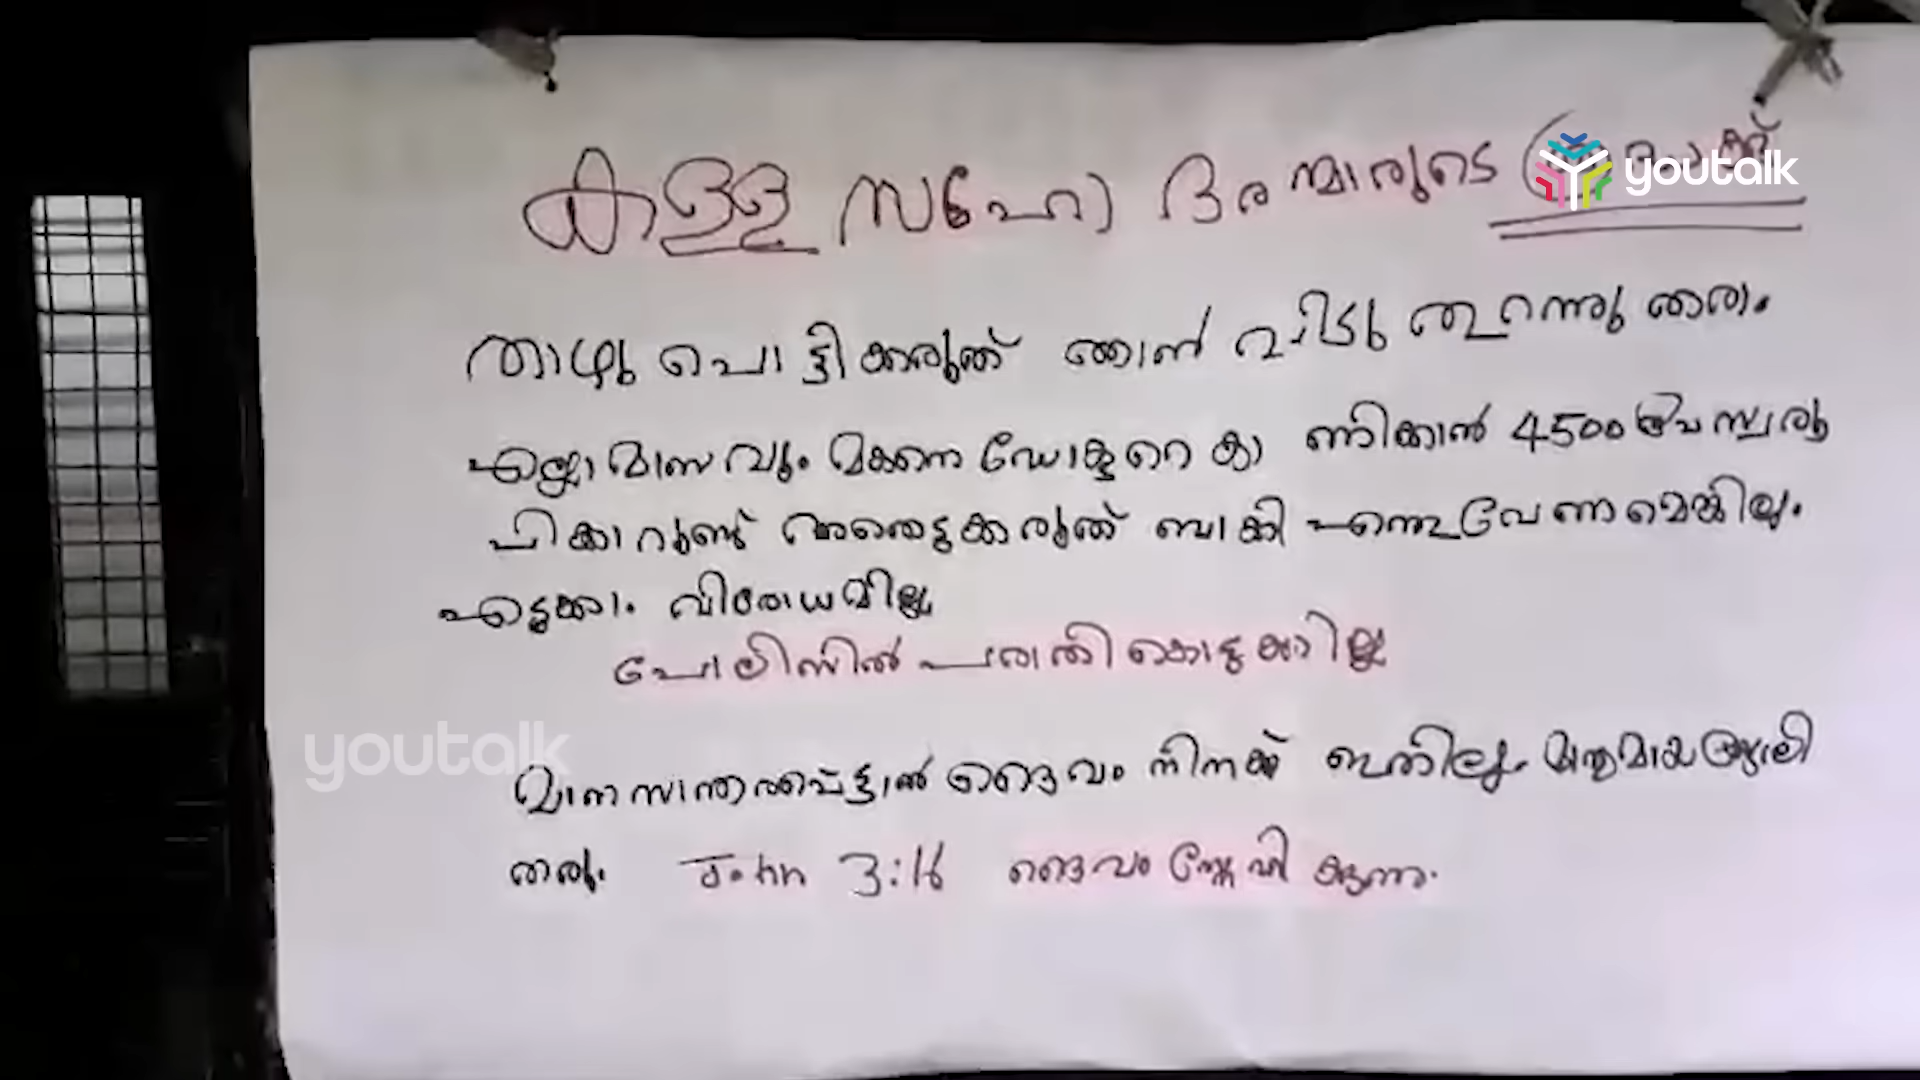 youtalk
കള്ള സഹോദരന്മാരുടെ
താഴു പൊട്ടിക്കരുത് ഞാൻ വീടു തുറന്നു തരാം.
എല്ലാ മാസവും മകനെ ഡോക്ടറെ കാണിക്കാൻ 4500
അതെടുക്കരുത് ബാക്കി എന്തുവേണമെങ്കിലും
എടുക്കാം. വിരോധമില്ല
പോലിസിൽ പരാതി കൊടുക്കില്ല
youtalk
മാനസാന്തരപ്പെട്ടാൽ ദൈവം നിനക്ക് ജോലി
തരും. John 3:16 ദൈവം സ്നേഹിക്കുന്നു.